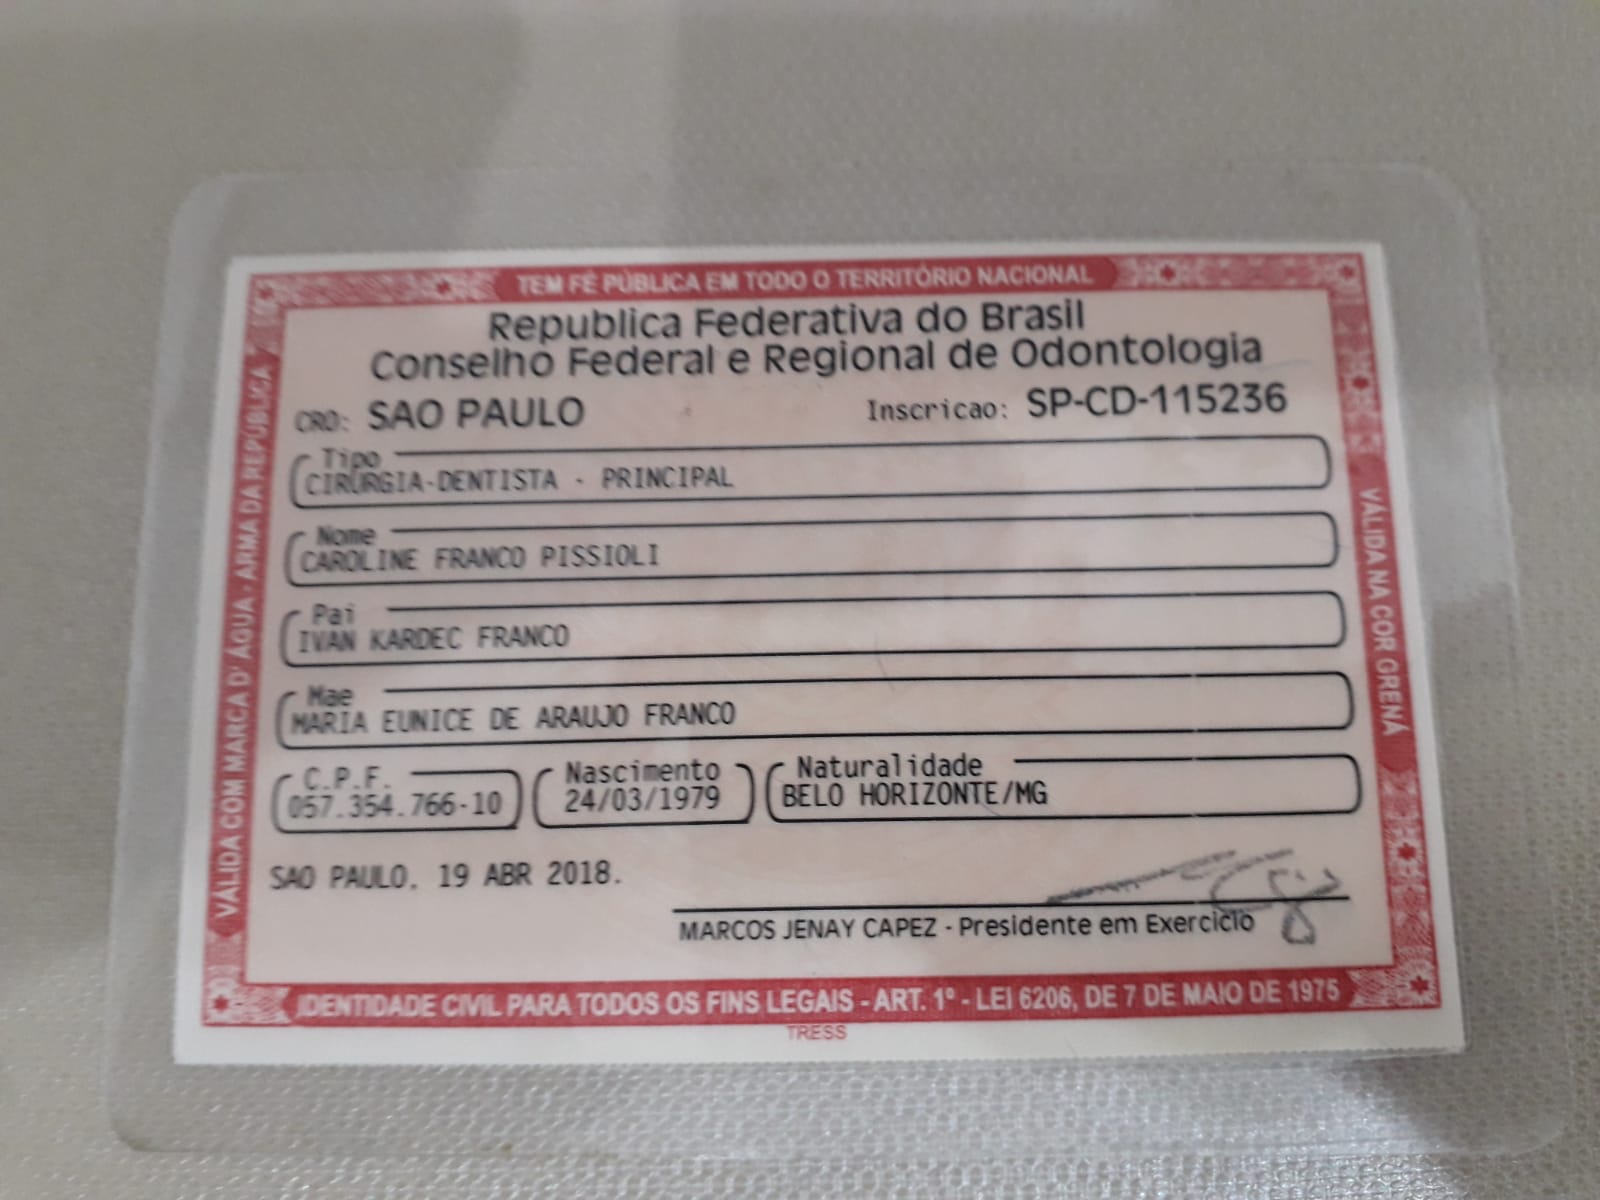 TEM FÉ PÚBLICA EM TODO O TERRITÓRIO NACIONAL
Republica Federativa do Brasil
Conselho Federal e Regional de Odontologia
CRO: SAO PAULO Inscricao: SP-CD-115236
Tipo
CIRURGIA-DENTISTA - PRINCIPAL
Nome
CAROLINE FRANCO PISSIOLI
Pai
IVAN KARDEC FRANCO
Mae
MARIA EUNICE DE ARAUJO FRANCO
C.P.F. Nascimento Naturalidade
057.354.766-10 24/03/1979 BELO HORIZONTE/MG
SAO PAULO, 19 ABR 2018.
MARCOS JENAY CAPEZ - Presidente em Exercicio
IDENTIDADE CIVIL PARA TODOS OS FINS LEGAIS - ART. 1º - LEI 6206, DE 7 DE MAIO DE 1975
TRESS
VÁLIDA COM MARCA D' ÁGUA - ARMA DA REPÚBLICA
VÁLIDA NA COR GRENÁ